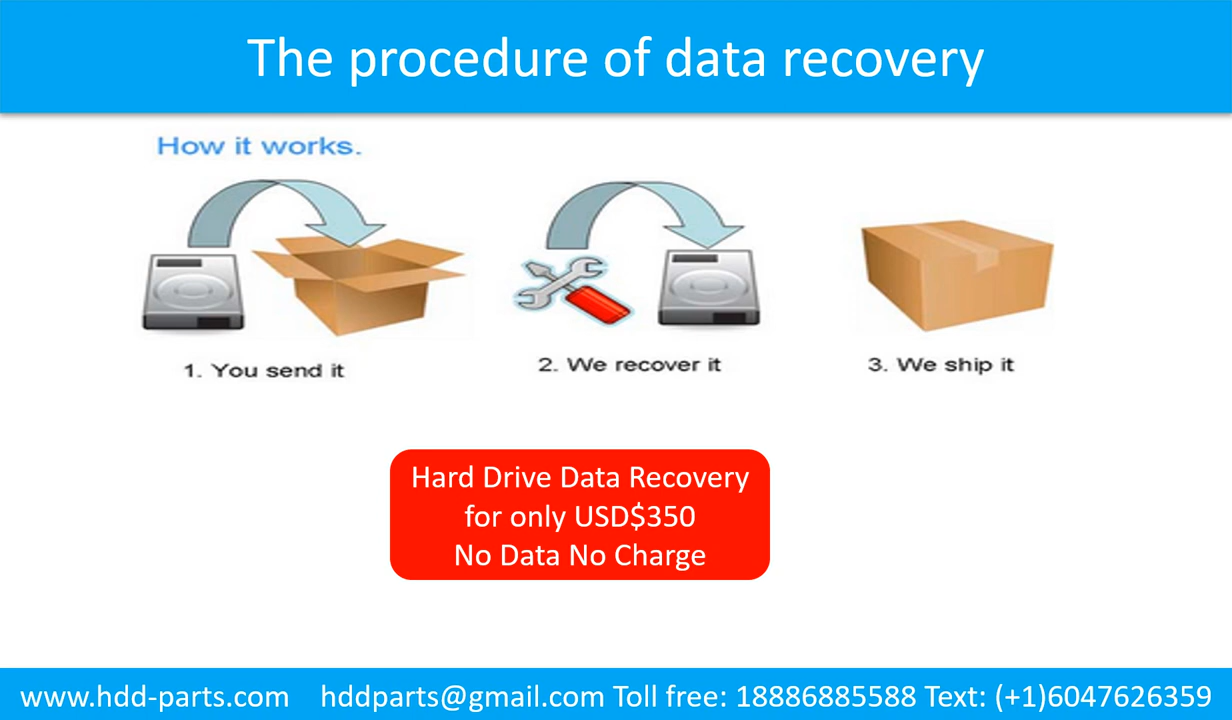 The procedure of data recovery
How it works.
1. You send it
2. We recover it
3. We ship it
Hard Drive Data Recovery
for only USD$350
No Data No Charge
www.hdd-parts.com hddparts@gmail.com Toll free: 18886885588 Text: (+1)6047626359